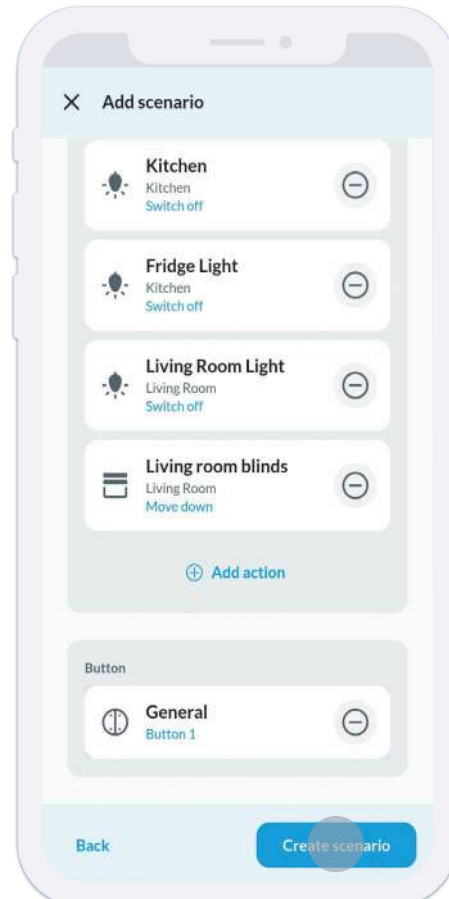 Add scenario
Kitchen
Kitchen
Switch off
Fridge Light
Kitchen
Switch off
Living Room Light
Living Room
Switch off
Living room blinds
Living Room
Move down
Add action
Button
General
Button 1
Back
Create scenario